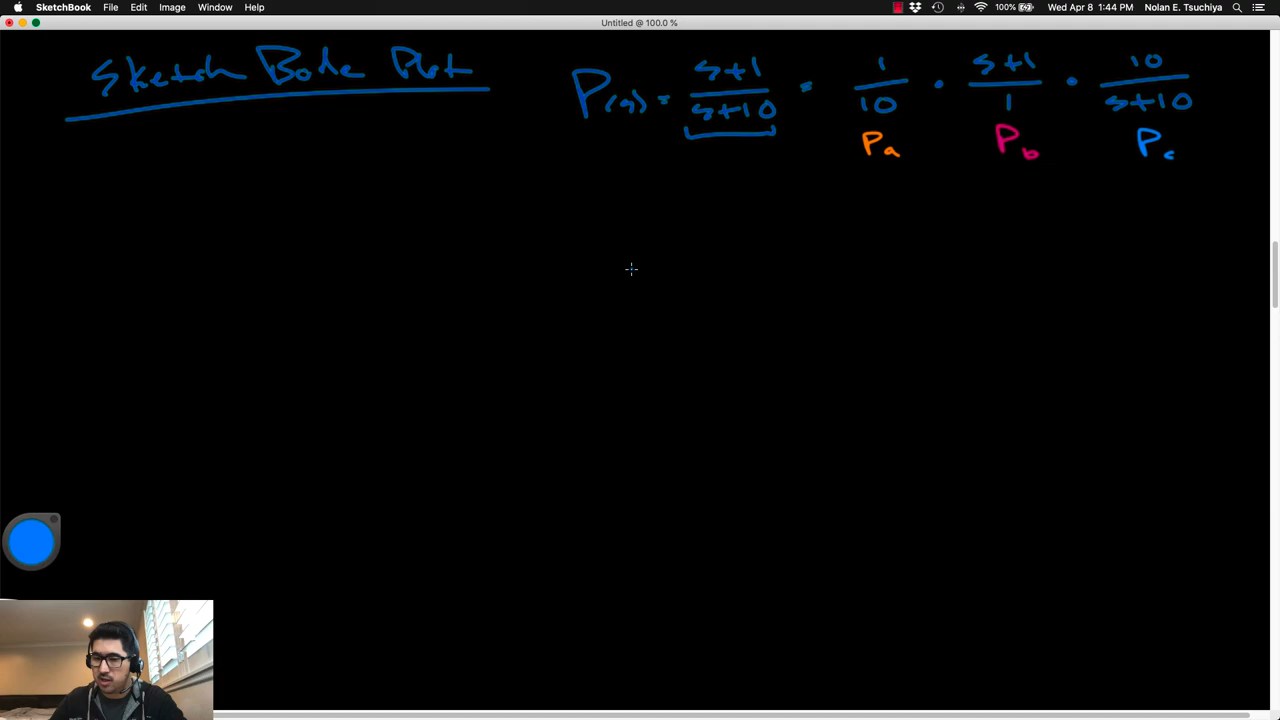 SketchBook File Edit Image Window Help 100% Wed Apr 8 1:44 PM Nolan E. Tsuchiya
Untitled @ 100.0 %
Sketch Bode Plot
P(s) = (s+1)/(s+10) = 1/10 · (s+1)/1 · 10/(s+10)
Pa Pb Pc